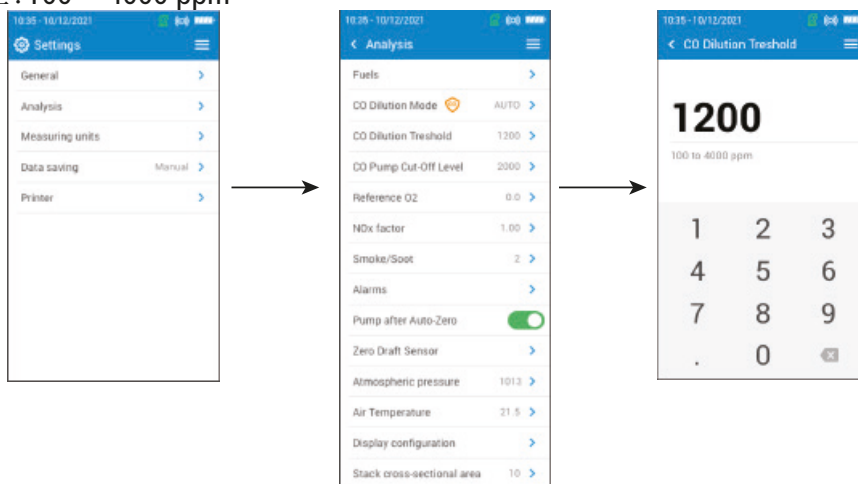 100 ~ 4000 ppm
10:35 - 10/12/2021
Settings
General
Analysis
Measuring units
Data saving Manual
Printer
10:35 - 10/12/2021
Analysis
Fuels
CO Dilution Mode AUTO
CO Dilution Treshold 1200
CO Pump Cut-Off Level 2000
Reference O2 0.0
NOx factor 1.00
Smoke/Soot 2
Alarms
Pump after Auto-Zero
Zero Draft Sensor
Atmospheric pressure 1013
Air Temperature 21.5
Display configuration
Stack cross-sectional area 10
10:35 - 10/12/2021
CO Dilution Treshold
1200
100 to 4000 ppm
1 2 3
4 5 6
7 8 9
. 0